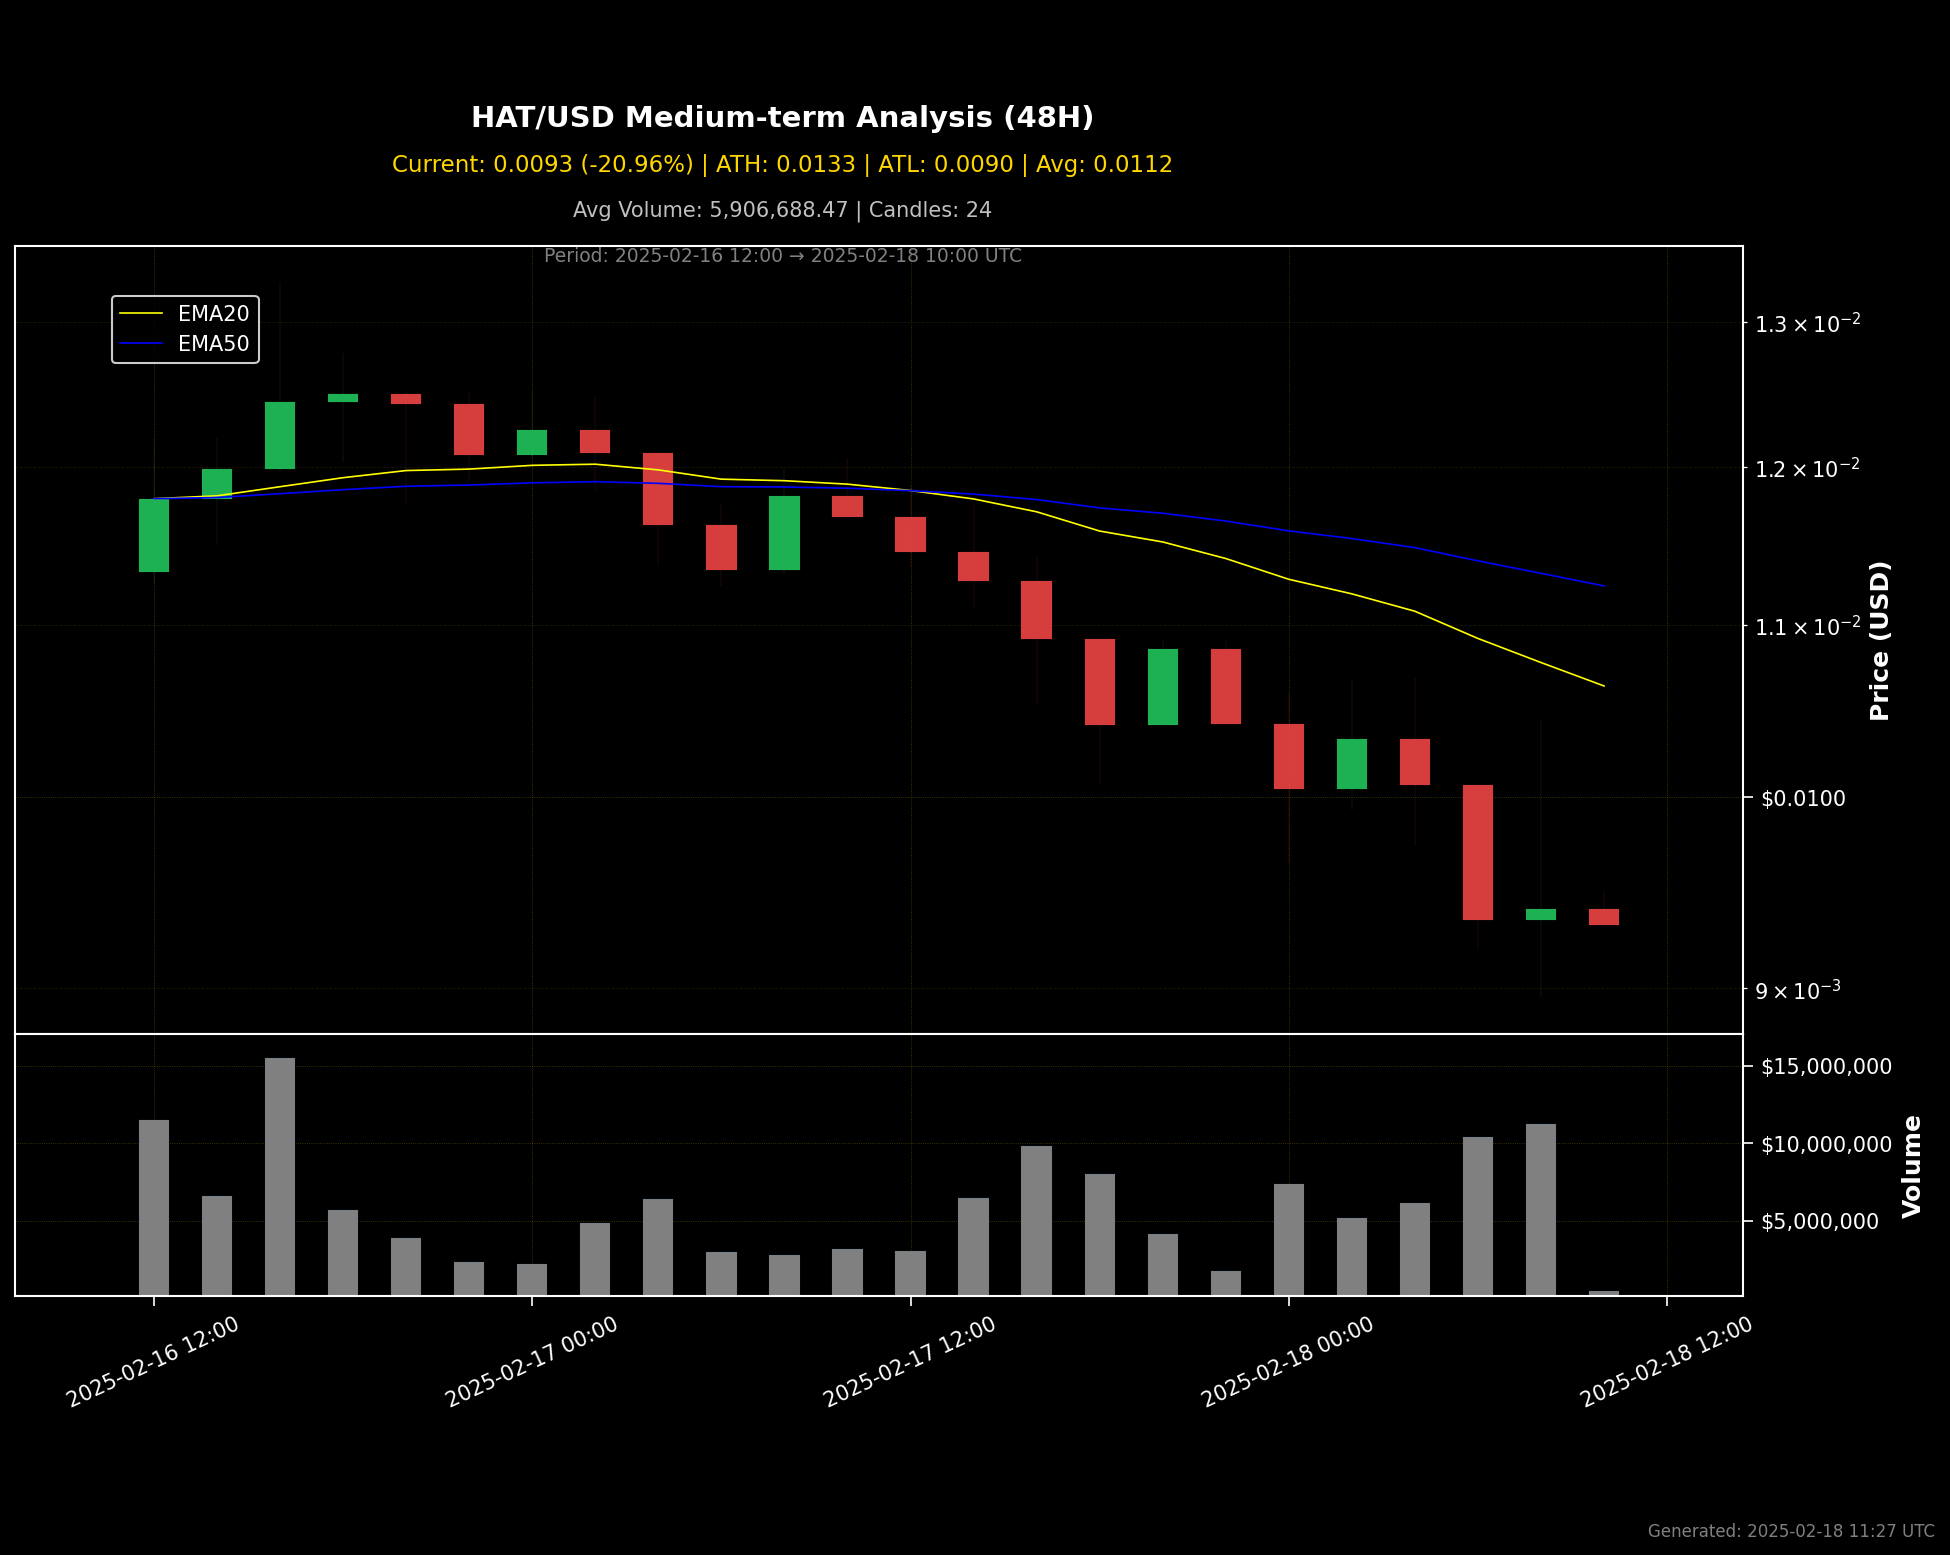 HAT/USD Medium-term Analysis (48H)
Current: 0.0093 (-20.96%) | ATH: 0.0133 | ATL: 0.0090 | Avg: 0.0112
Avg Volume: 5,906,688.47 | Candles: 24
Period: 2025-02-16 12:00 → 2025-02-18 10:00 UTC
EMA20
EMA50
1.3 × 10⁻²
1.2 × 10⁻²
1.1 × 10⁻²
$0.0100
9 × 10⁻³
Price (USD)
$15,000,000
$10,000,000
$5,000,000
Volume
2025-02-16 12:00
2025-02-17 00:00
2025-02-17 12:00
2025-02-18 00:00
2025-02-18 12:00
Generated: 2025-02-18 11:27 UTC